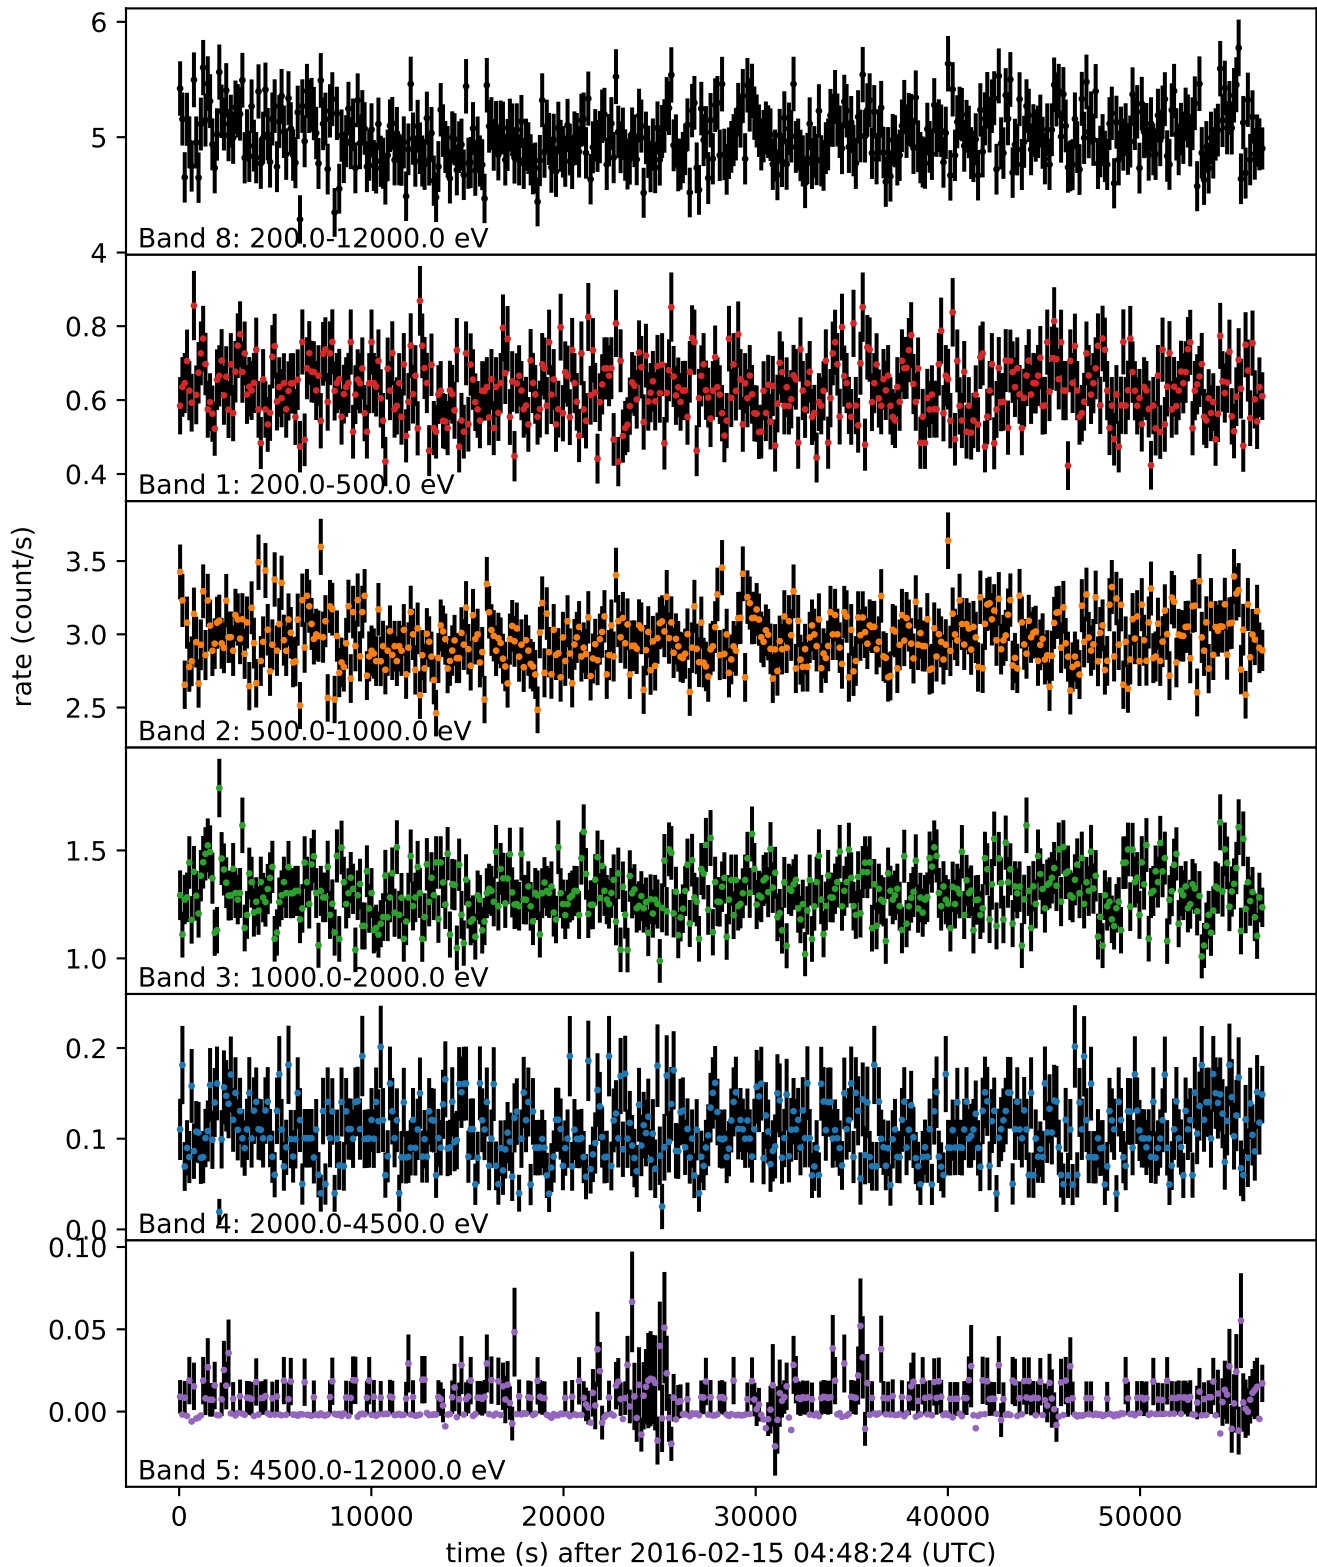 6
5
4
Band 8: 200.0-12000.0 eV
0.8
0.6
0.4
Band 1: 200.0-500.0 eV
rate (count/s)
3.5
3.0
2.5
Band 2: 500.0-1000.0 eV
1.5
1.0
Band 3: 1000.0-2000.0 eV
0.2
0.1
0.0
Band 4: 2000.0-4500.0 eV
0.10
0.05
0.00
Band 5: 4500.0-12000.0 eV
0 10000 20000 30000 40000 50000
time (s) after 2016-02-15 04:48:24 (UTC)